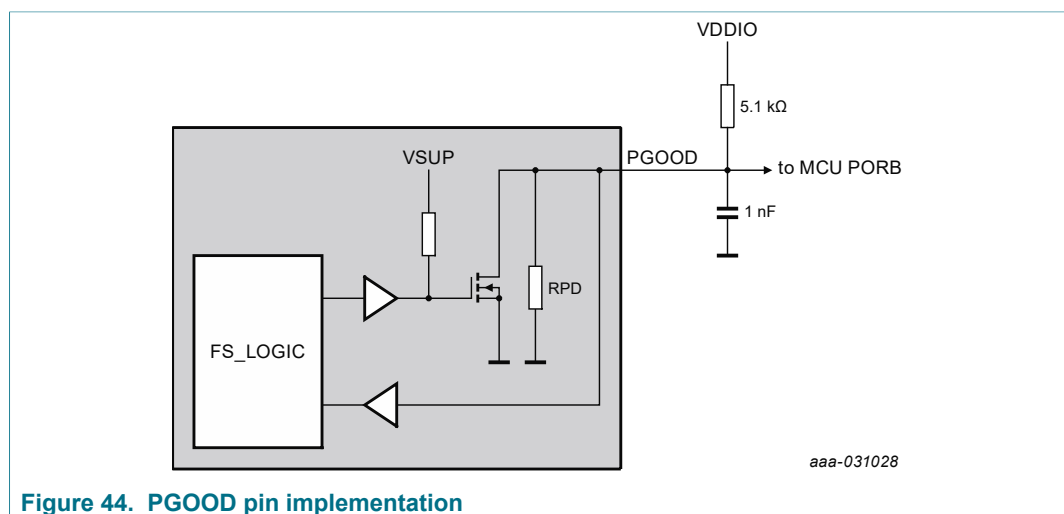 VDDIO
5.1 kΩ
VSUP
PGOOD
to MCU PORB
1 nF
RPD
FS_LOGIC
aaa-031028
Figure 44. PGOOD pin implementation